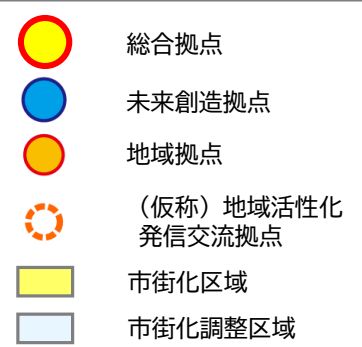 総合拠点
未来創造拠点
地域拠点
（仮称）地域活性化
発信交流拠点
市街化区域
市街化調整区域